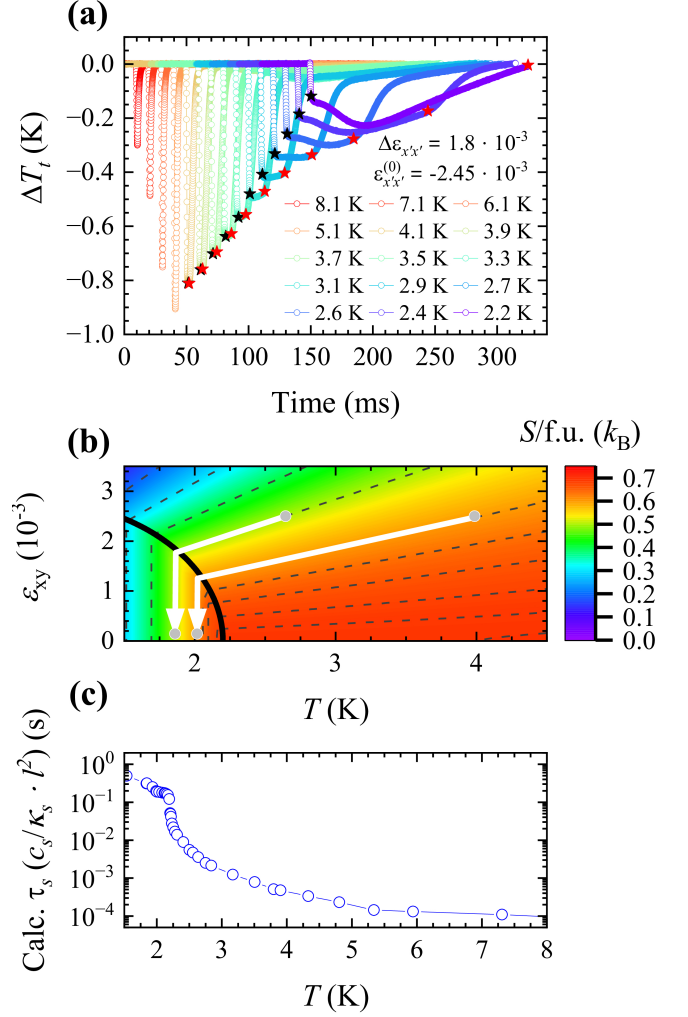 (a)
0.0
−0.2
−0.4
−0.6
−0.8
−1.0
ΔT_t (K)
Δε_x'x' = 1.8 · 10⁻³
ε_x'x'⁽⁰⁾ = -2.45 · 10⁻³
8.1 K 7.1 K 6.1 K
5.1 K 4.1 K 3.9 K
3.7 K 3.5 K 3.3 K
3.1 K 2.9 K 2.7 K
2.6 K 2.4 K 2.2 K
0 50 100 150 200 250 300
Time (ms)
(b)
S/f.u. (k_B)
3
2
1
0
ε_xy (10⁻³)
2 3 4
T (K)
0.7
0.6
0.5
0.4
0.3
0.2
0.1
0.0
(c)
10⁰
10⁻¹
10⁻²
10⁻³
10⁻⁴
Calc. τ_s (c_s/κ_s · l²) (s)
2 3 4 5 6 7 8
T (K)